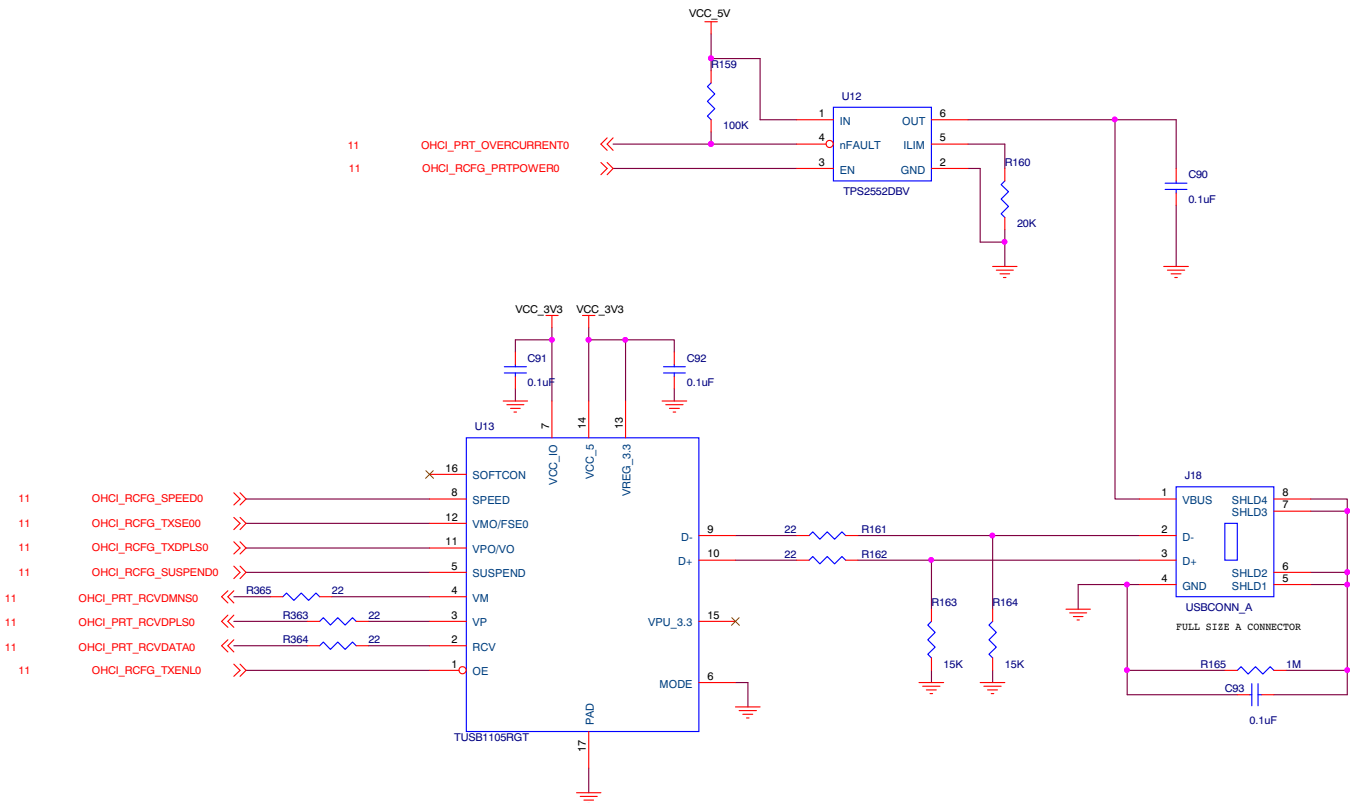 VCC_5V
R159
100K
U12
1 IN OUT 6
11 OHCI_PRT_OVERCURRENT0 4 nFAULT ILIM 5
11 OHCI_RCFG_PRTPOWER0 3 EN GND 2
TPS2552DBV
R160
20K
C90
0.1uF
VCC_3V3 VCC_3V3
C91
0.1uF
C92
0.1uF
U13
7 14 13
VCC_IO VCC_5 VREG_3.3
16 SOFTCON
11 OHCI_RCFG_SPEED0 8 SPEED
11 OHCI_RCFG_TXSE00 12 VMO/FSE0
11 OHCI_RCFG_TXDPLS0 11 VPO/VO
11 OHCI_RCFG_SUSPEND0 5 SUSPEND
11 OHCI_PRT_RCVDMNS0 R365 22 4 VM
11 OHCI_PRT_RCVDPLS0 R363 22 3 VP
11 OHCI_PRT_RCVDATA0 R364 22 2 RCV
11 OHCI_RCFG_TXENL0 1 OE
D- 9 22 R161
D+ 10 22 R162
VPU_3.3 15
MODE 6
PAD
17
TUSB1105RGT
R163
15K
R164
15K
J18
1 VBUS SHLD4 8
SHLD3 7
2 D-
3 D+ SHLD2 6
4 GND SHLD1 5
USBCONN_A
FULL SIZE A CONNECTOR
R165 1M
C93
0.1uF